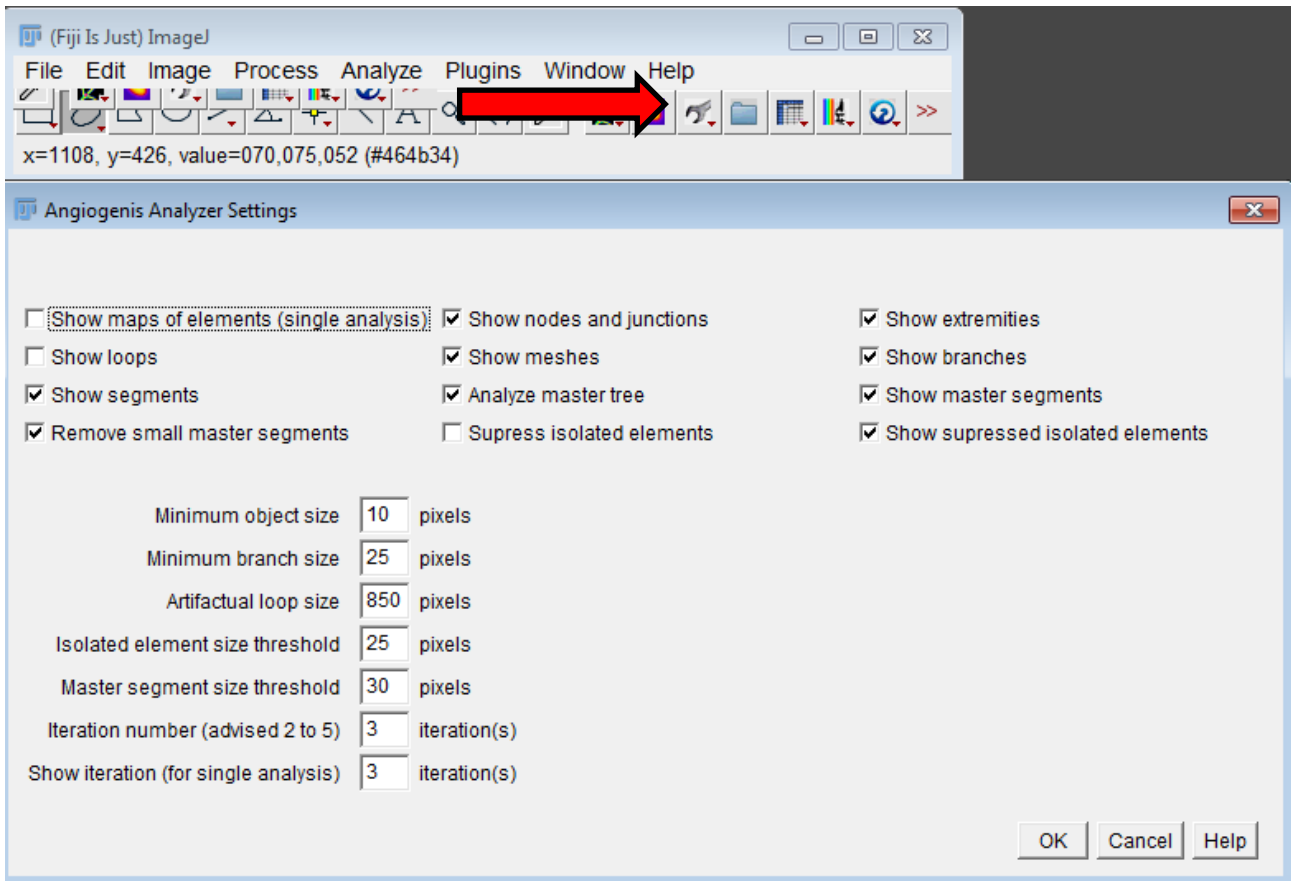 (Fiji Is Just) ImageJ
File Edit Image Process Analyze Plugins Window Help
A >>
x=1108, y=426, value=070,075,052 (#464b34)
Angiogenis Analyzer Settings
Show maps of elements (single analysis) Show nodes and junctions Show extremities
Show loops Show meshes Show branches
Show segments Analyze master tree Show master segments
Remove small master segments Supress isolated elements Show supressed isolated elements
Minimum object size 10 pixels
Minimum branch size 25 pixels
Artifactual loop size 850 pixels
Isolated element size threshold 25 pixels
Master segment size threshold 30 pixels
Iteration number (advised 2 to 5) 3 iteration(s)
Show iteration (for single analysis) 3 iteration(s)
OK Cancel Help